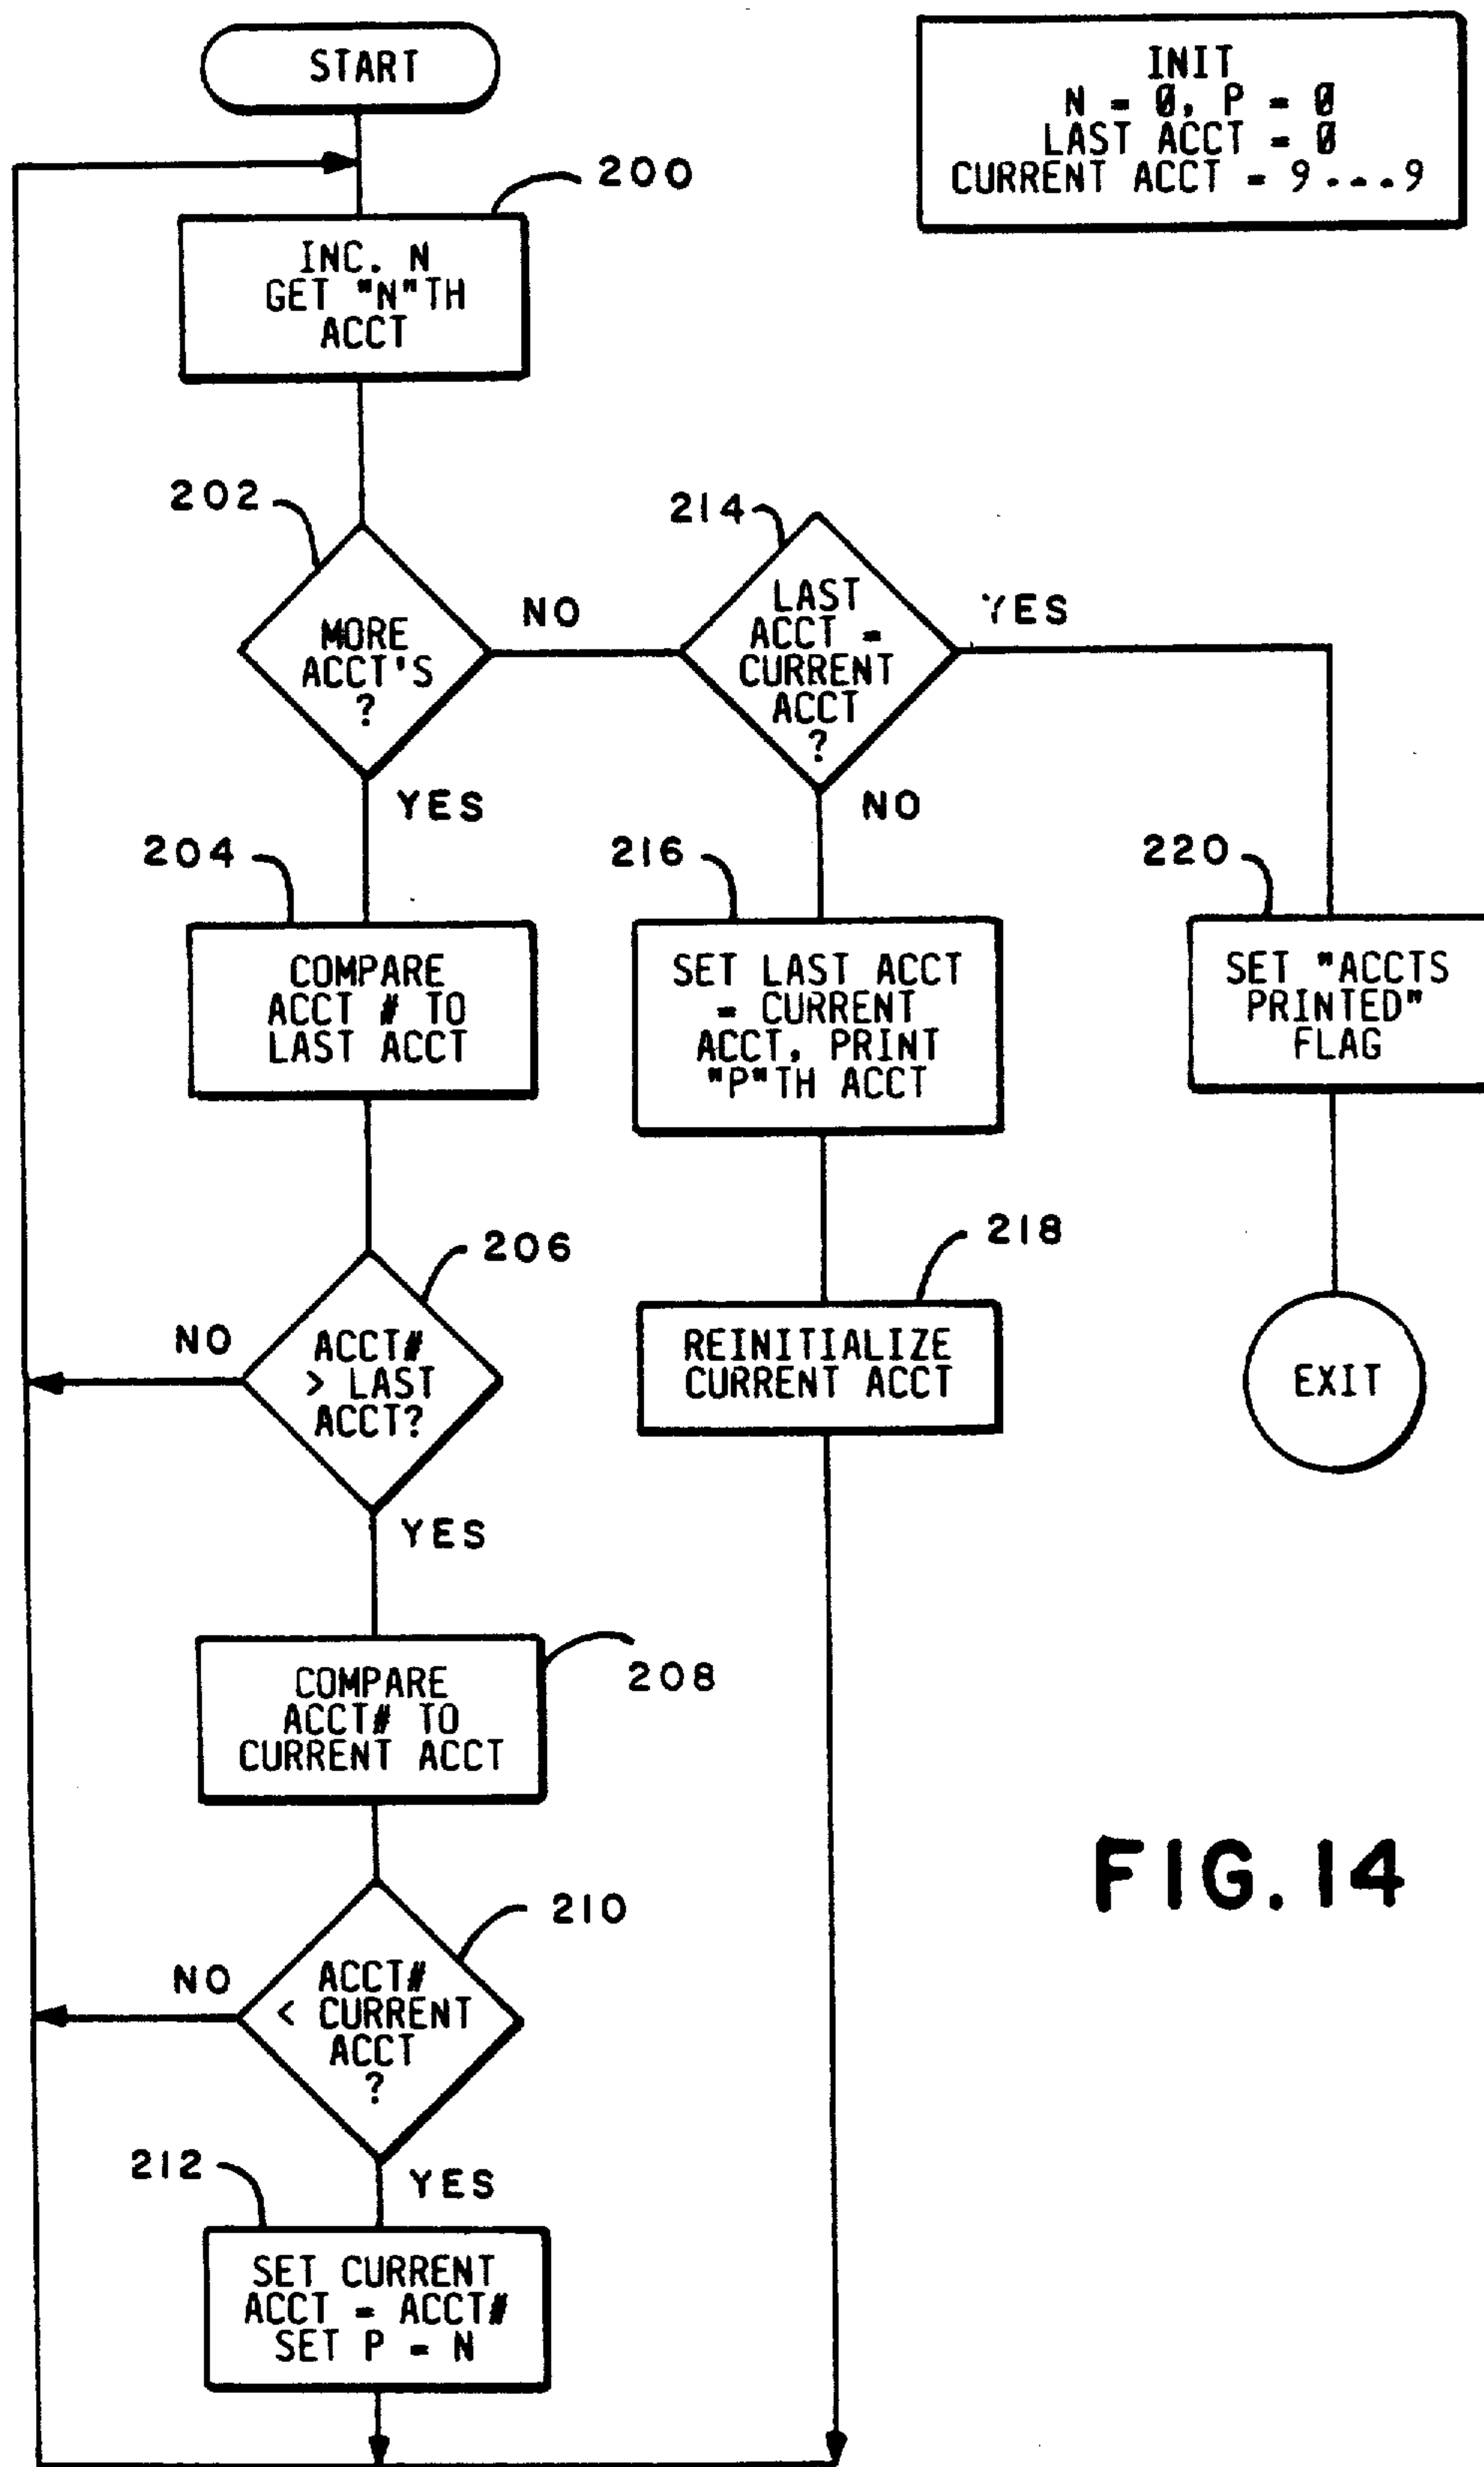 START
INIT
N = 0, P = 0
LAST ACCT = 0
CURRENT ACCT = 9...9
200
INC. N
GET "N"TH
ACCT
202
MORE
ACCT'S
?
NO
YES
214
LAST
ACCT =
CURRENT
ACCT
?
YES
NO
204
COMPARE
ACCT # TO
LAST ACCT
216
SET LAST ACCT
= CURRENT
ACCT, PRINT
"P"TH ACCT
220
SET "ACCTS
PRINTED"
FLAG
206
ACCT#
> LAST
ACCT?
NO
YES
218
REINITIALIZE
CURRENT ACCT
EXIT
208
COMPARE
ACCT# TO
CURRENT ACCT
210
ACCT#
< CURRENT
ACCT
?
NO
YES
212
SET CURRENT
ACCT = ACCT#
SET P = N
FIG. 14